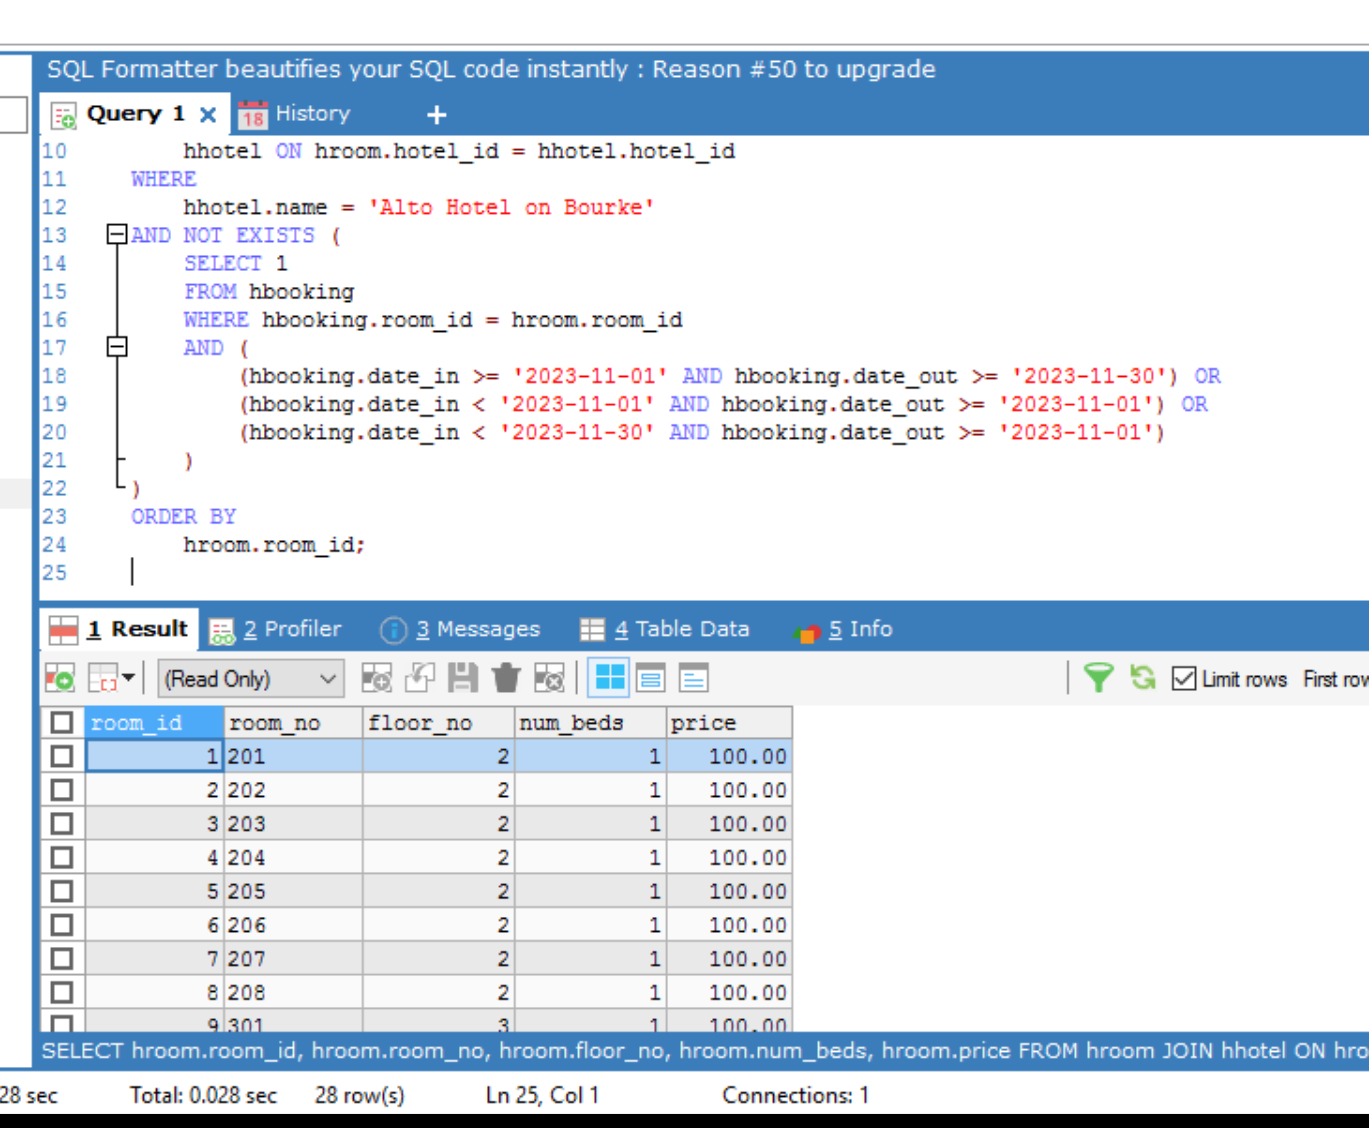 SQL Formatter beautifies your SQL code instantly : Reason #50 to upgrade
Query 1 History +
18
10 hhotel ON hroom.hotel_id = hhotel.hotel_id
11 WHERE
12 hhotel.name = 'Alto Hotel on Bourke'
13 AND NOT EXISTS (
14 SELECT 1
15 FROM hbooking
16 WHERE hbooking.room_id = hroom.room_id
17 AND (
18 (hbooking.date_in >= '2023-11-01' AND hbooking.date_out >= '2023-11-30') OR
19 (hbooking.date_in < '2023-11-01' AND hbooking.date_out >= '2023-11-01') OR
20 (hbooking.date_in < '2023-11-30' AND hbooking.date_out >= '2023-11-01')
21 )
22 )
23 ORDER BY
24 hroom.room_id;
25
1 Result 2 Profiler 3 Messages 4 Table Data 5 Info
(Read Only) Limit rows First row
room_id room_no floor_no num_beds price
1 201 2 1 100.00
2 202 2 1 100.00
3 203 2 1 100.00
4 204 2 1 100.00
5 205 2 1 100.00
6 206 2 1 100.00
7 207 2 1 100.00
8 208 2 1 100.00
9 301 3 1 100.00
SELECT hroom.room_id, hroom.room_no, hroom.floor_no, hroom.num_beds, hroom.price FROM hroom JOIN hhotel ON hro
28 sec Total: 0.028 sec 28 row(s) Ln 25, Col 1 Connections: 1